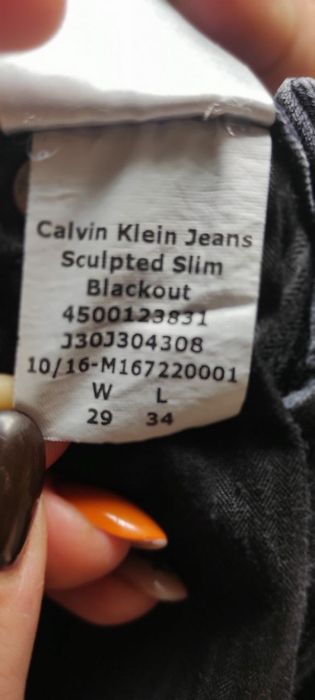 Calvin Klein Jeans
Sculpted Slim
Blackout
4500123831
J30J304308
10/16-M167220001
W L
29 34